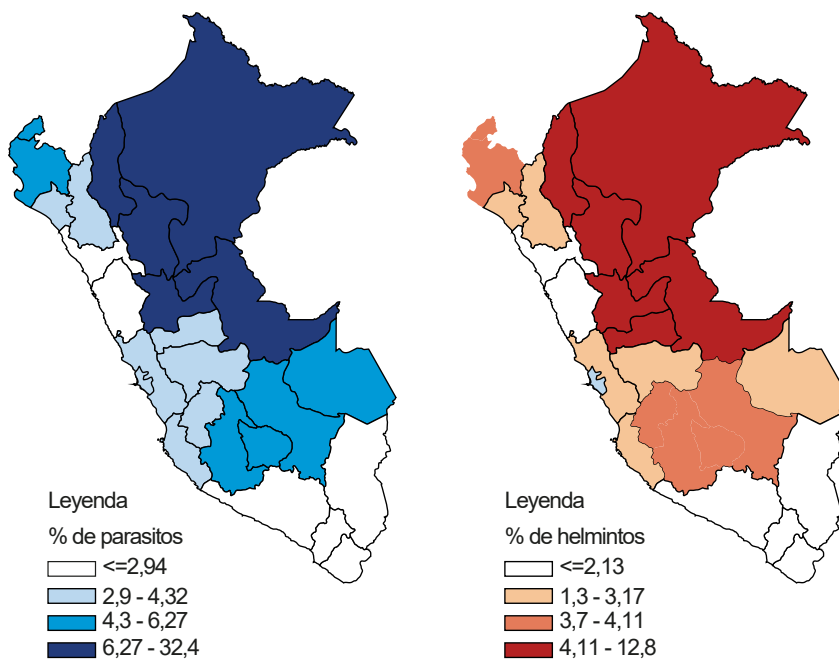 Leyenda
% de parasitos
<=2,94
2,9 - 4,32
4,3 - 6,27
6,27 - 32,4
Leyenda
% de helmintos
<=2,13
1,3 - 3,17
3,7 - 4,11
4,11 - 12,8